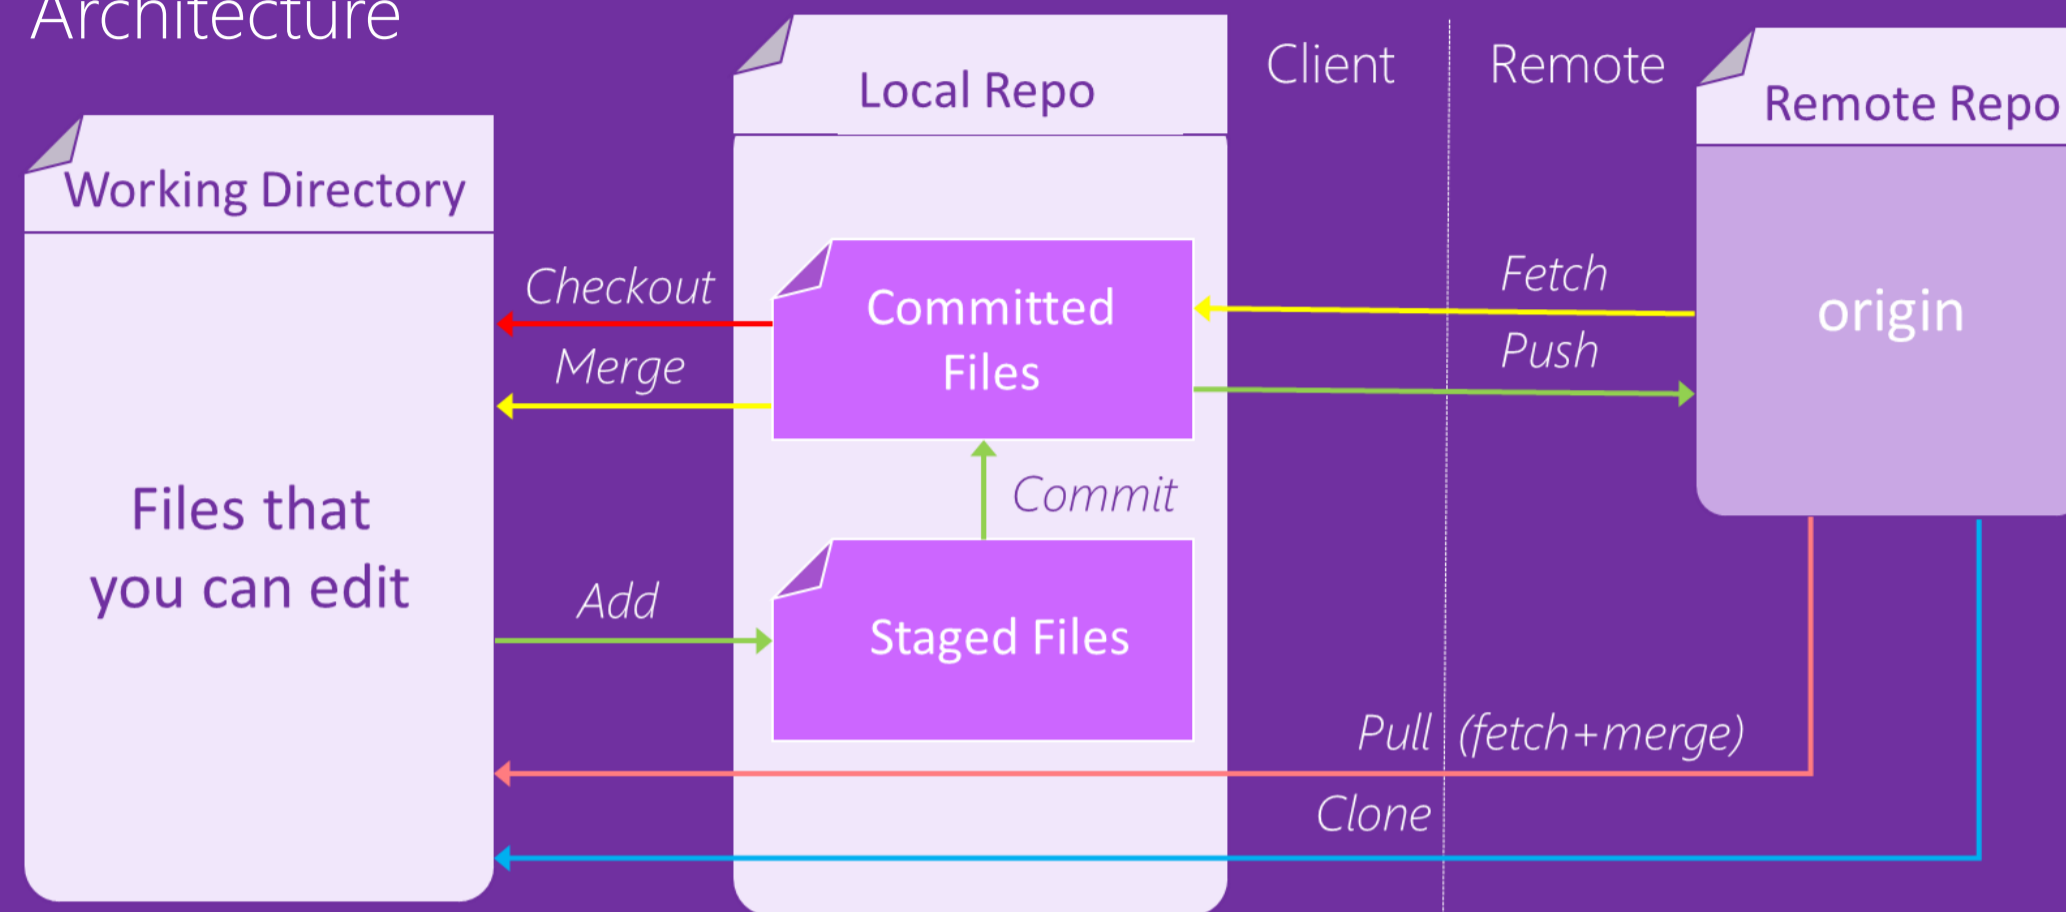 Architecture
Local Repo
Client
Remote
Remote Repo
Working Directory
Checkout
Committed
Files
Fetch
origin
Push
Merge
Commit
Files that
you can edit
Add
Staged Files
Pull (fetch+merge)
Clone